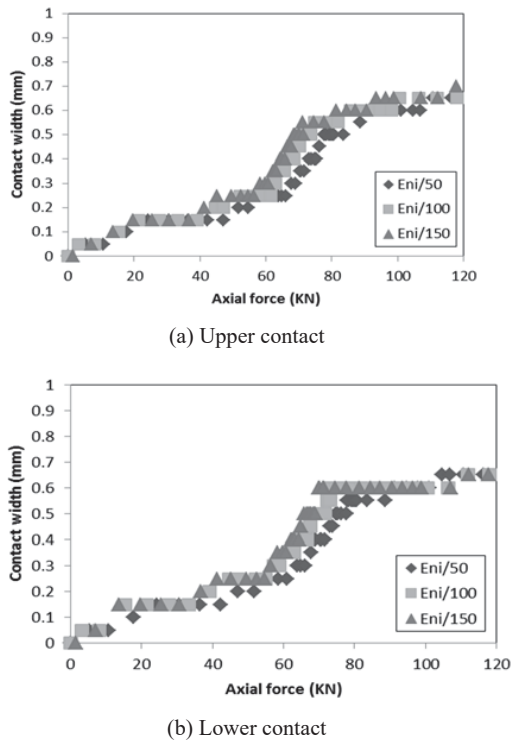 1
0.9
0.8
0.7
0.6
0.5
0.4
0.3
0.2
0.1
0
Contact width (mm)
0 20 40 60 80 100 120
Axial force (KN)
Eni/50
Eni/100
Eni/150
(a) Upper contact
1
0.9
0.8
0.7
0.6
0.5
0.4
0.3
0.2
0.1
0
Contact width (mm)
0 20 40 60 80 100 120
Axial force (KN)
Eni/50
Eni/100
Eni/150
(b) Lower contact